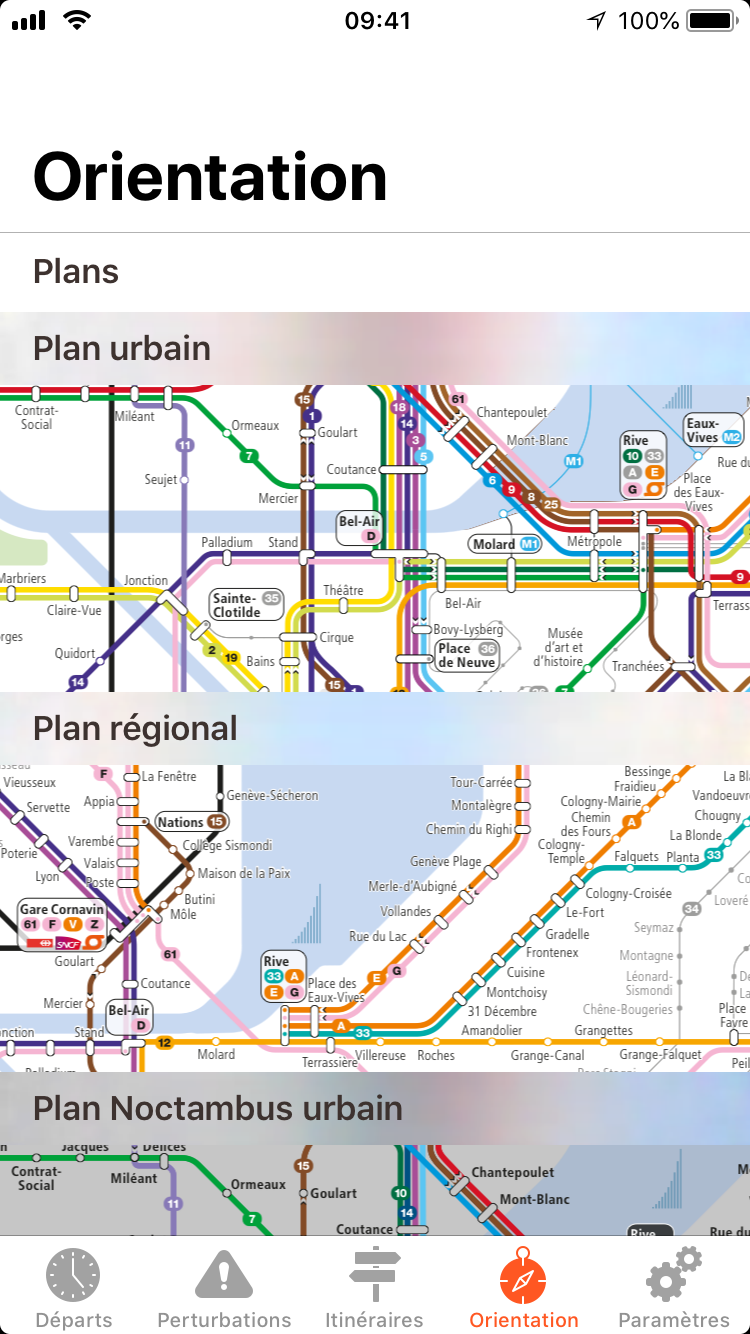 09:41
100%
Orientation
Plans
Plan urbain
Contrat-
Social
Miléant
11
Ormeaux
7
Seujet
Mercier
15
1
Goulart
Coutance
18
14
3
5
61
Chantepoulet
Mont-Blanc
M1
6
9
8
25
Rive
10 33
A E
G
Eaux-
Vives M2
Rue du
Place
des Eaux-
Vives
Bel-Air
D
Molard M1
Métropole
9
Palladium
Stand
Marbriers
Jonction
Claire-Vue
Sainte-
Clotilde 35
Théâtre
Bel-Air
Terrass
Quidort
14
2
19
Bains
Cirque
15
1
Bovy-Lysberg
Place 36
de Neuve
Musée
d'art et
d'histoire
Tranchées
7
Plan régional
Vieusseux
Servette
Poterie
Lyon
F
La Fenêtre
Appia
Varembé
Valais
Poste
Genève-Sécheron
Nations 15
Collège Sismondi
Maison de la Paix
Butini
Môle
Gare Cornavin
61 F V Z
SNCF
Goulart
61
Mercier
Coutance
Bel-Air
D
Stand
12
Molard
Rive
33 A
E G
Place des
Eaux-Vives
Terrassière
Tour-Carrée
Montalègre
Chemin du Righi
Genève Plage
Merle-d'Aubigné
Vollandes
Rue du Lac
E
G
A
33
Bessinge
Fraidieu
Cologny-Mairie
A
Chemin
des Fours
Cologny-
Temple
Falquets
Planta
33
La Blonde
Chougny
Vandoeuvre
Cologny-Croisée
Le-Fort
Gradelle
Frontenex
Cuisine
Montchoisy
31 Décembre
Amandolier
34
Loveré
Seymaz
Montagne
Léonard-
Sismondi
Chêne-Bougeries
Place
Favre
Villereuse
Roches
Grange-Canal
Grangettes
Grange-Falquet
Peil
Plan Noctambus urbain
Jacques
Délices
Contrat-
Social
Miléant
11
Ormeaux
7
15
Goulart
Coutance
10
14
Chantepoulet
Mont-Blanc
Rive
Rue du
Départs
Perturbations
Itinéraires
Orientation
Paramètres